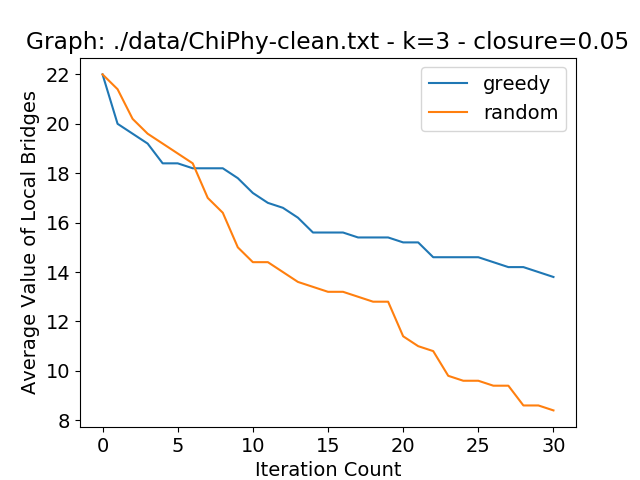 Graph: ./data/ChiPhy-clean.txt - k=3 - closure=0.05
greedy
random
Average Value of Local Bridges
22
20
18
16
14
12
10
8
0 5 10 15 20 25 30
Iteration Count